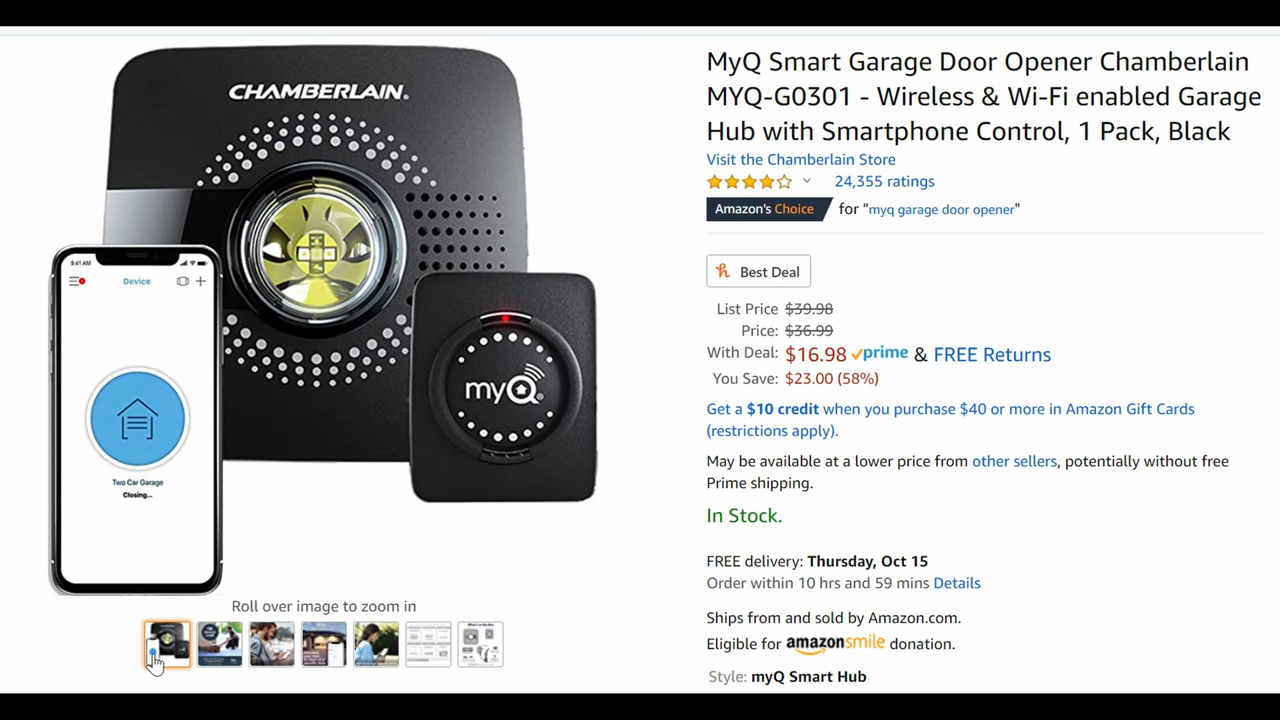 CHAMBERLAIN®
9:41 AM
Device
Two Car Garage
Closing...
myQ®
Roll over image to zoom in
MyQ Smart Garage Door Opener Chamberlain
MYQ-G0301 - Wireless & Wi-Fi enabled Garage
Hub with Smartphone Control, 1 Pack, Black
Visit the Chamberlain Store
24,355 ratings
Amazon's Choice for "myq garage door opener"
Best Deal
List Price $39.98
Price: $36.99
With Deal: $16.98 prime & FREE Returns
You Save: $23.00 (58%)
Get a $10 credit when you purchase $40 or more in Amazon Gift Cards
(restrictions apply).
May be available at a lower price from other sellers, potentially without free
Prime shipping.
In Stock.
FREE delivery: Thursday, Oct 15
Order within 10 hrs and 59 mins Details
Ships from and sold by Amazon.com.
Eligible for amazonsmile donation.
Style: myQ Smart Hub